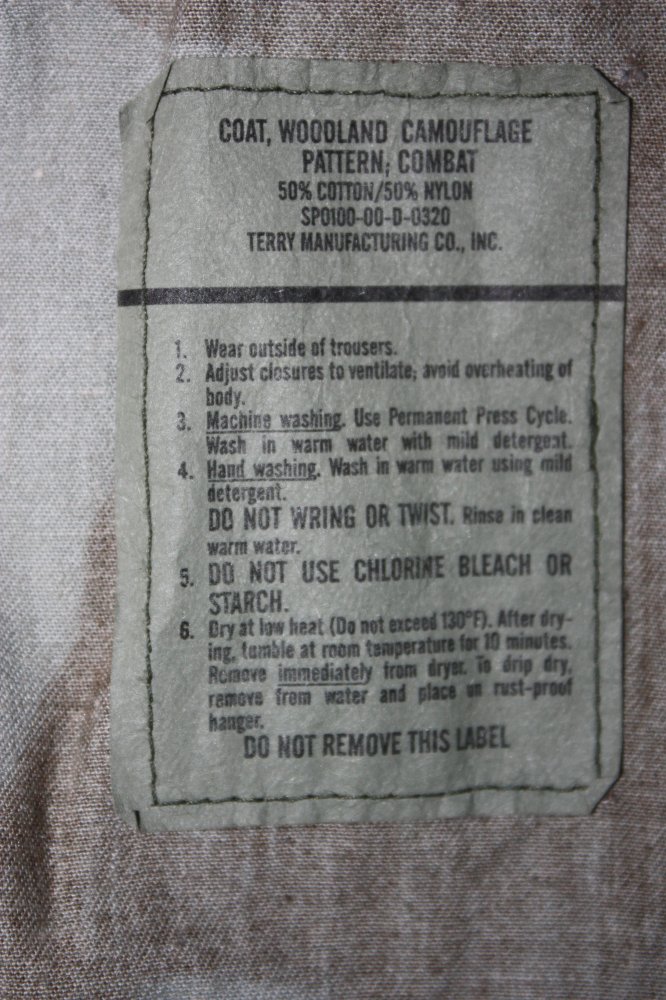 COAT, WOODLAND CAMOUFLAGE
PATTERN; COMBAT
50% COTTON/50% NYLON
SPO100-00-D-0320
TERRY MANUFACTURING CO., INC.
1. Wear outside of trousers.
2. Adjust closures to ventilate; avoid overheating of
body.
3. Machine washing. Use Permanent Press Cycle.
Wash in warm water with mild detergent.
4. Hand washing. Wash in warm water using mild
detergent.
DO NOT WRING OR TWIST. Rinse in clean
warm water.
5. DO NOT USE CHLORINE BLEACH OR
STARCH.
6. Dry at low heat (Do not exceed 130°F). After dry-
ing, tumble at room temperature for 10 minutes.
Remove immediately from dryer. To drip dry,
remove from water and place on rust-proof
hanger.
DO NOT REMOVE THIS LABEL